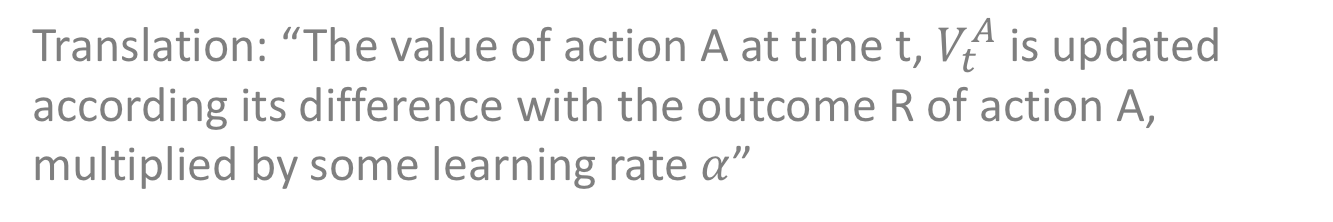 Translation: “The value of action A at time t, $V_t^A$ is updated
according its difference with the outcome R of action A,
multiplied by some learning rate α”